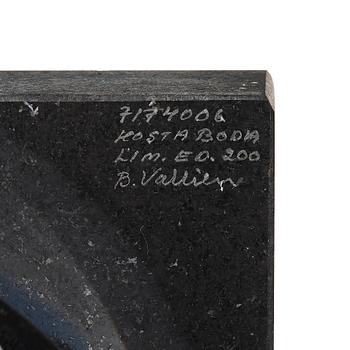 7174006
KOSTA BODA
LIM. ED. 200
B. Vallien